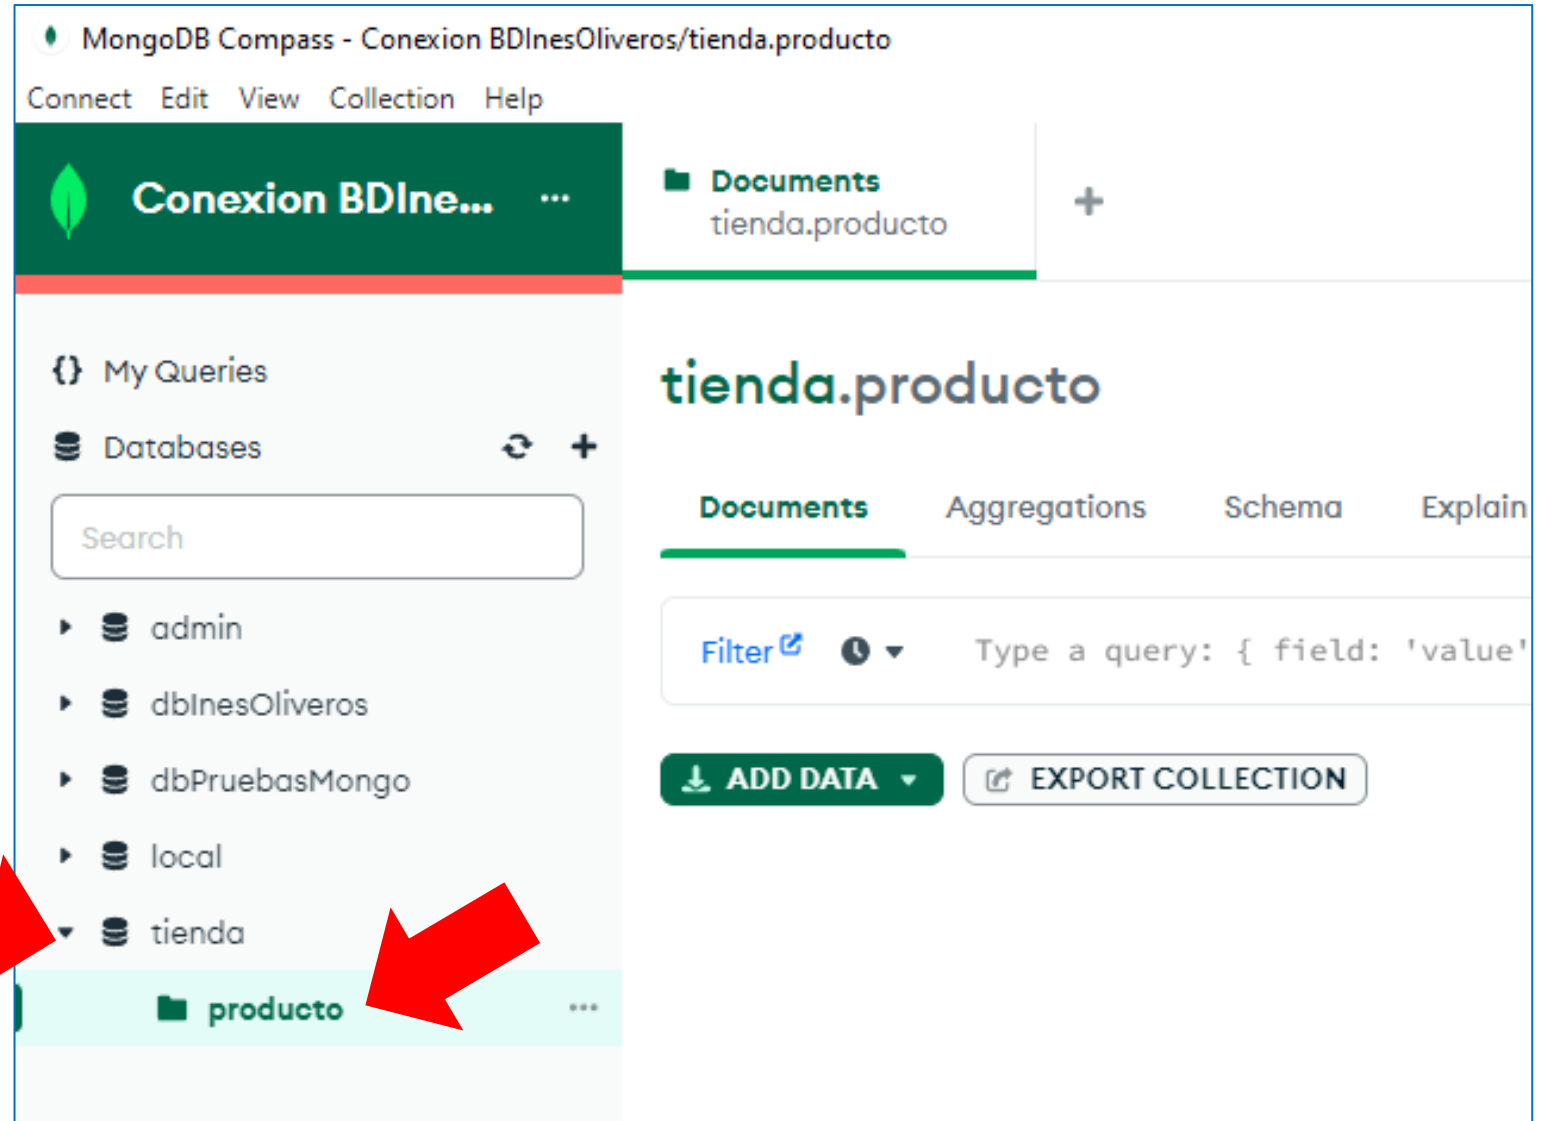 MongoDB Compass - Conexion BDInesOliveros/tienda.producto
Connect Edit View Collection Help
Conexion BDIne... ...
Documents
tienda.producto
+
{} My Queries
Databases +
Search
admin
dbInesOliveros
dbPruebasMongo
local
tienda
producto ...
tienda.producto
Documents Aggregations Schema Explain
Filter Type a query: { field: 'value'
ADD DATA EXPORT COLLECTION